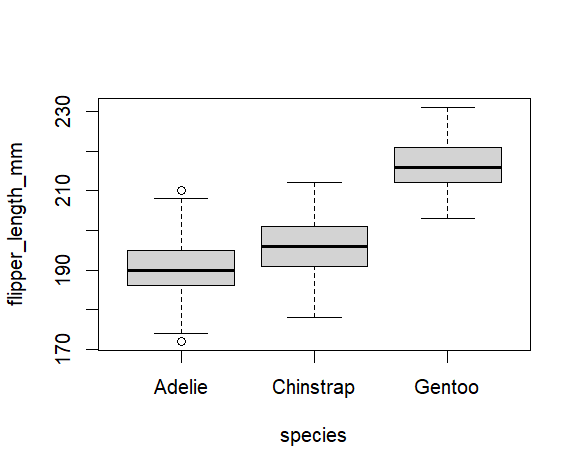 flipper_length_mm
230
210
190
170
Adelie Chinstrap Gentoo
species